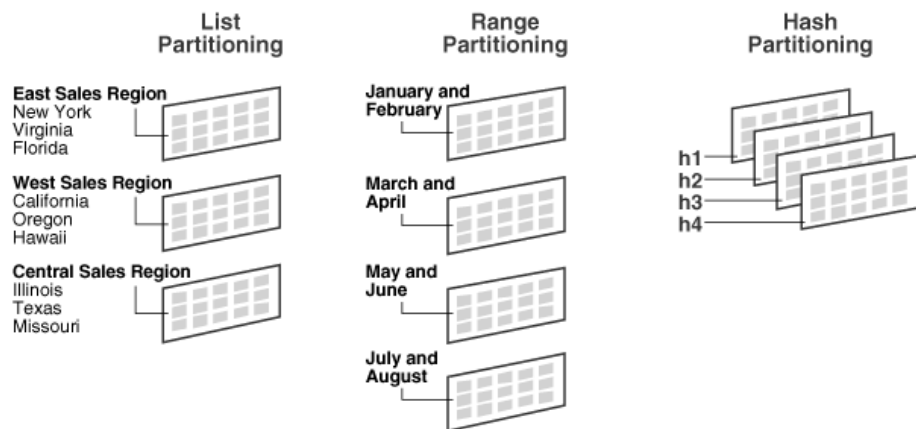 List
Partitioning
East Sales Region
New York
Virginia
Florida
West Sales Region
California
Oregon
Hawaii
Central Sales Region
Illinois
Texas
Missouri
Range
Partitioning
January and
February
March and
April
May and
June
July and
August
Hash
Partitioning
h1
h2
h3
h4